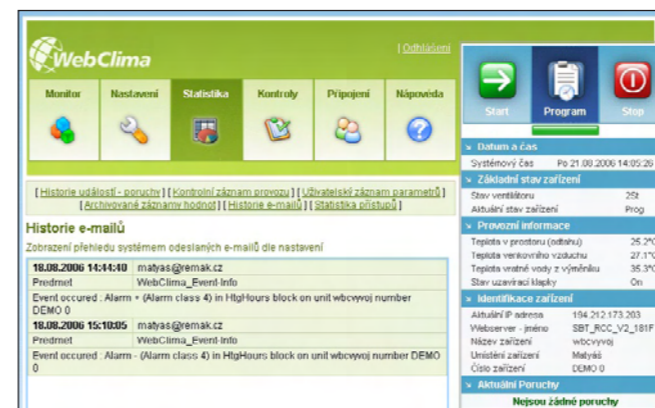 WebClima
| Odhlášení
Monitor
Nastavení
Statistika
Kontroly
Připojení
Nápověda
[ Historie událostí - poruchy ] [ Kontrolní záznam provozu ] [ Uživatelský záznam parametrů ]
[ Archivované záznamy hodnot ] [ Historie e-mailů ] [ Statistika přístupů ]
Historie e-mailů
Zobrazení přehledu systémem odeslaných e-mailů dle nastavení
18.08.2006 14:44:40 matyas@remak.cz
Predmet WebClima_Event-Info
Event occured : Alarm + (Alarm class 4) in HtgHours block on unit wbcvyvoj number
DEMO 0
18.08.2006 15:10:05 matyas@remak.cz
Predmet WebClima_Event-Info
Event occured : Alarm - (Alarm class 4) in HtgHours block on unit wbcvyvoj number DEMO
0
Start
Program
Stop
Datum a čas
Systémový čas Po 21.08.2006 14:05:26
Základní stav zařízení
Stav ventilátoru 2St
Aktuální stav zařízení Prog
Provozní informace
Teplota v prostoru (odtahu) 25.2°C
Teplota venkovního vzduchu 27.1°C
Teplota vratné vody z výměníku 35.3°C
Stav uzavírací klapky On
Identifikace zařízení
Aktuální IP adresa 194.212.173.203
Webserver - jméno SBT_RCC_V2_181F
Název zařízení wbcvyvoj
Umístění zařízení Matyáš
Číslo zařízení DEMO 0
Aktuální Poruchy
Nejsou žádné poruchy